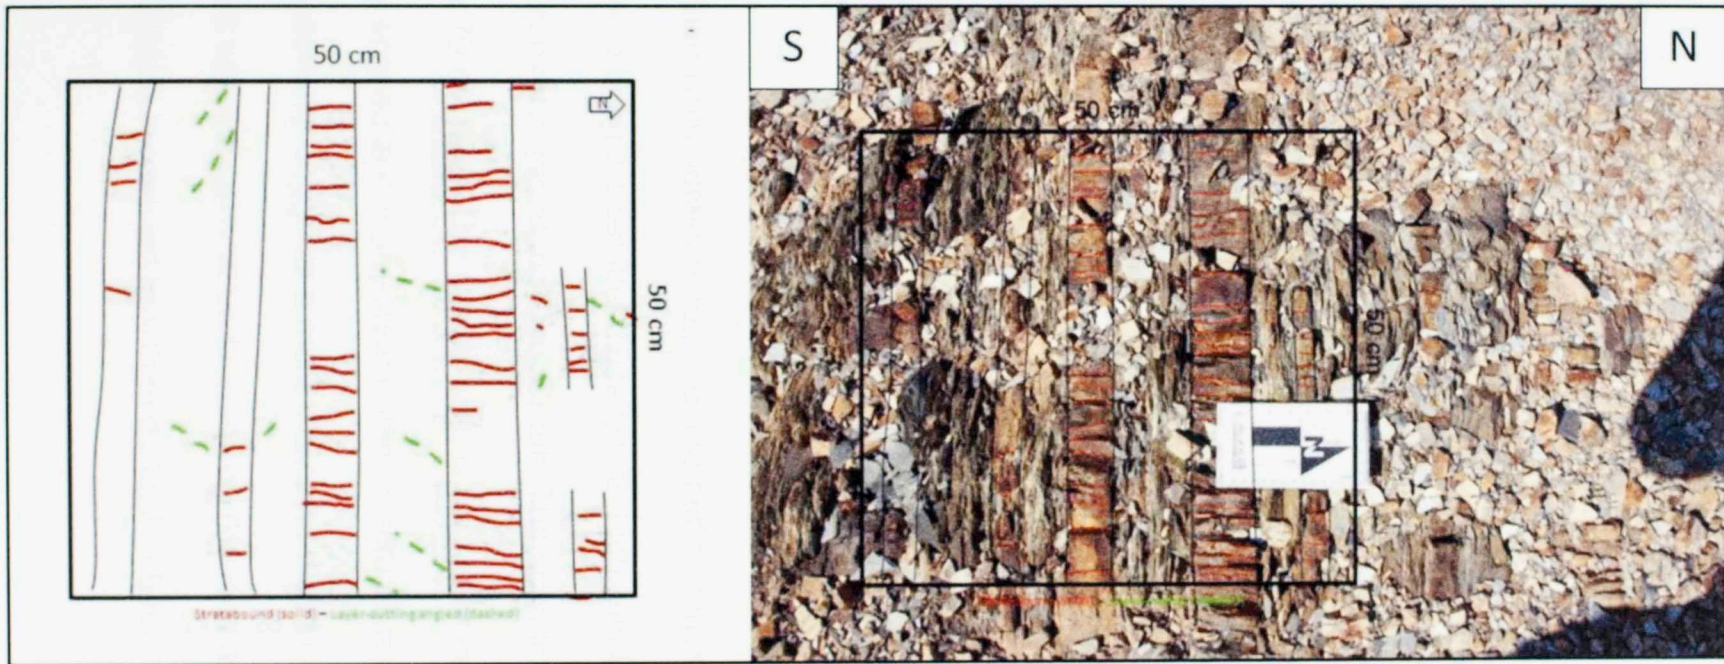 50 cm
N
50 cm
Stratabound (solid) – Layer-cutting angled (dashed)
S
N
50 cm
50 cm
N